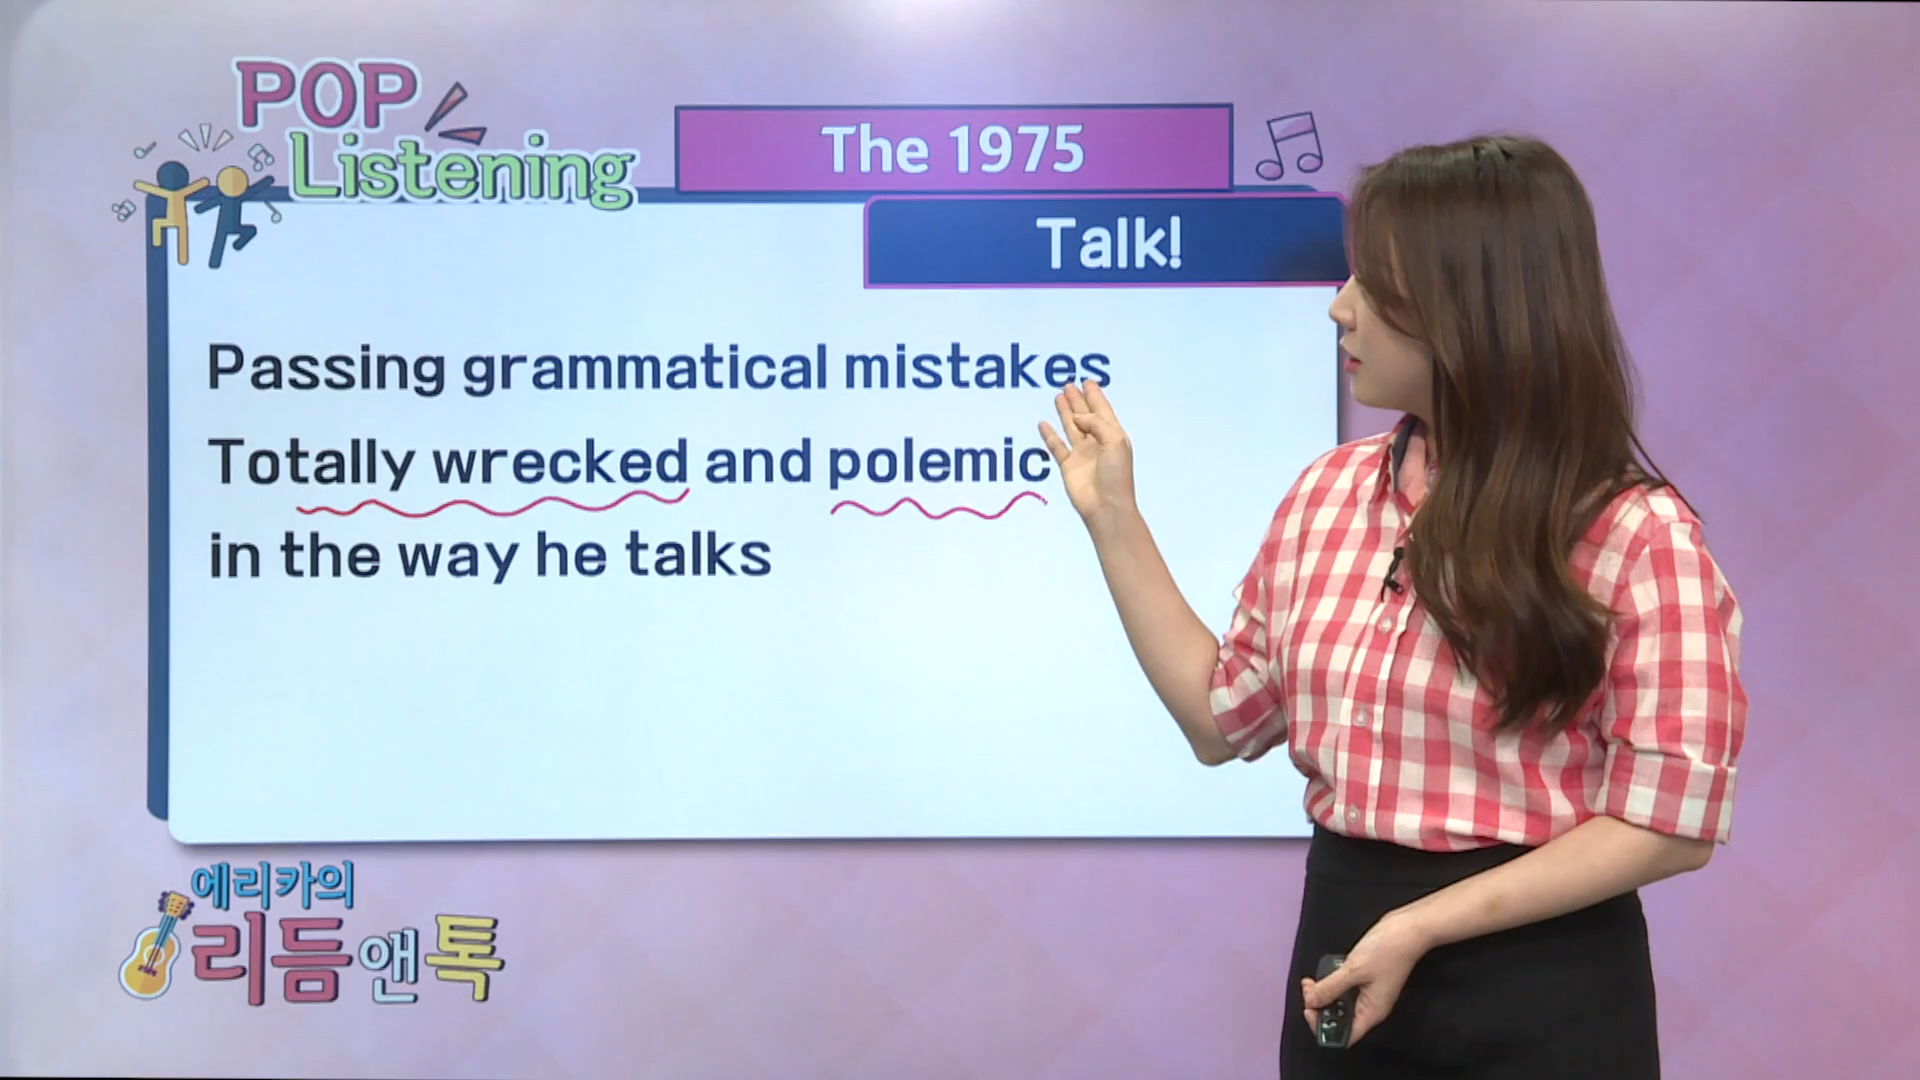 POP
Listening
The 1975
Talk!
Passing grammatical mistakes
Totally wrecked and polemic
in the way he talks
에리카의
리듬앤톡